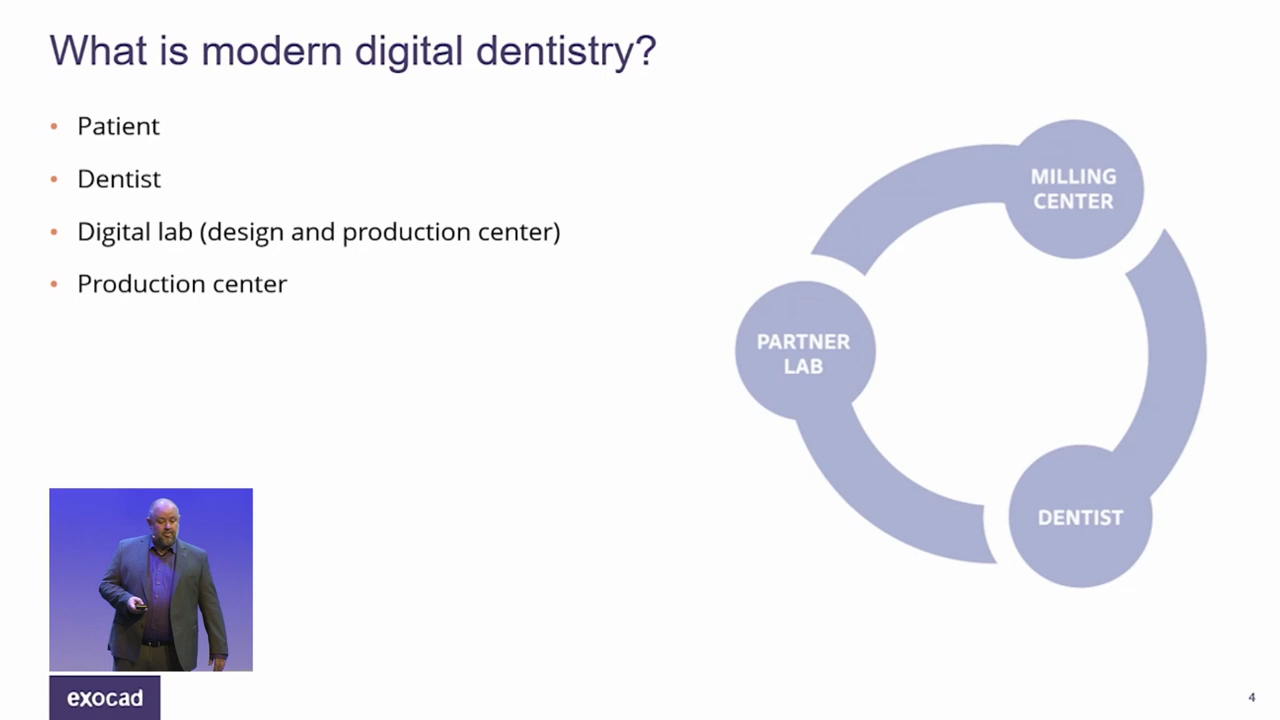 What is modern digital dentistry?
• Patient
• Dentist
• Digital lab (design and production center)
• Production center
MILLING
CENTER
PARTNER
LAB
DENTIST
exocad
4